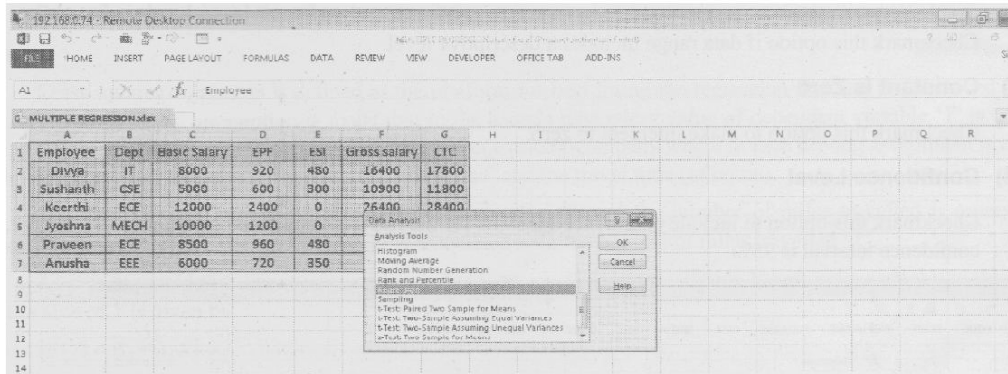 192.168.0.74 - Remote Desktop Connection
HOME INSERT PAGE LAYOUT FORMULAS DATA REVIEW VIEW DEVELOPER OFFICE TAB ADD-INS
A1 fx Employee
MULTIPLE REGRESSION.xlsx
A B C D E F G H I J K L M N O P Q R
1 Employee Dept Basic Salary EPF ESI Gross salary CTC
2 Divya IT 8000 920 480 16400 17800
3 Sushanth CSE 5000 600 300 10900 11800
4 Keerthi ECE 12000 2400 0 26400 28400
5 Jyoshna MECH 10000 1200 0
6 Praveen ECE 8500 960 480
7 Anusha EEE 6000 720 350
8
9
10
11
12
13
14
Data Analysis
Analysis Tools
Histogram
Moving Average
Random Number Generation
Rank and Percentile
Sampling
t-Test: Paired Two Sample for Means
t-Test: Two-Sample Assuming Equal Variances
t-Test: Two-Sample Assuming Unequal Variances
z-Test: Two Sample for Means
OK
Cancel
Help